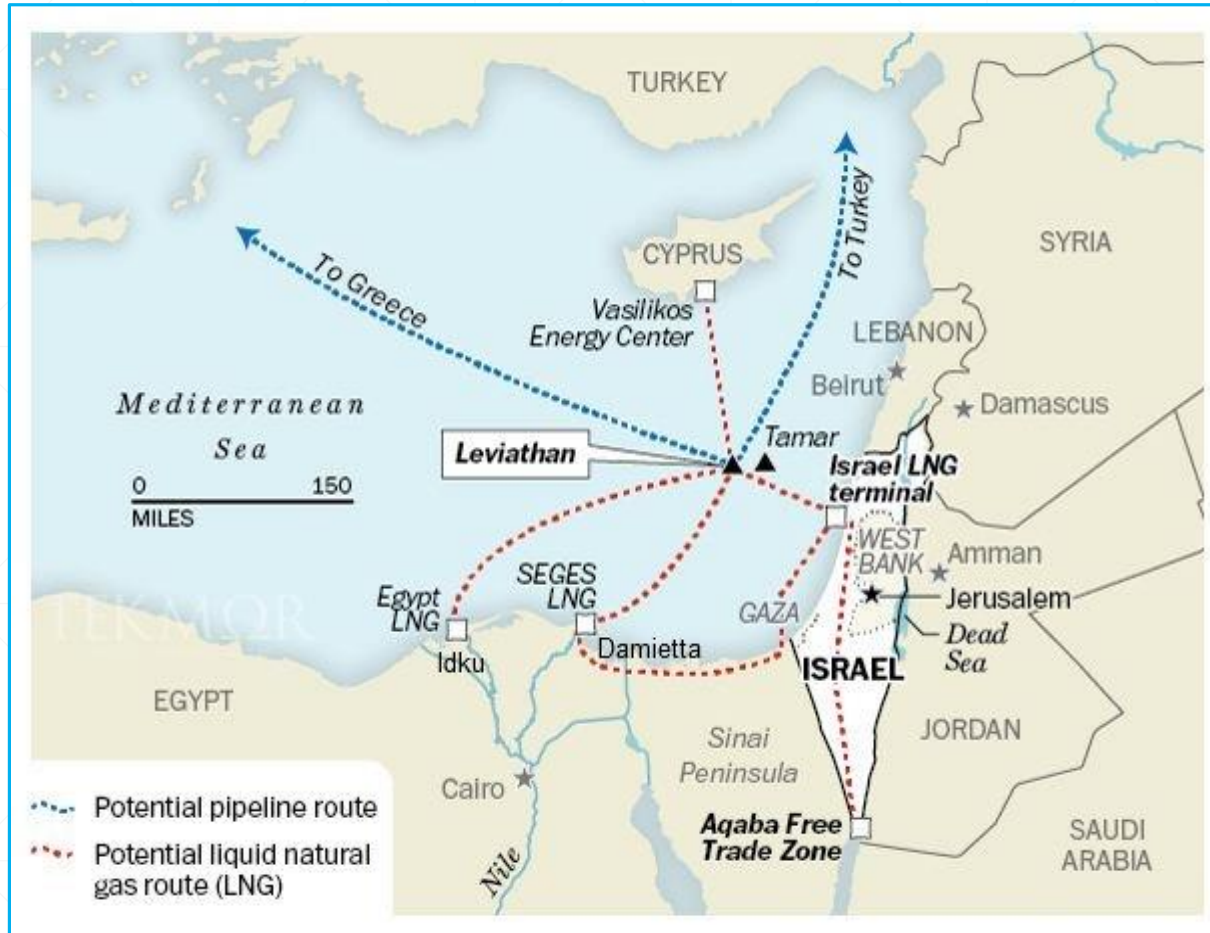 TURKEY
SYRIA
CYPRUS
To Greece
To Turkey
Vasilikos
Energy Center
LEBANON
Beirut
Damascus
Mediterranean
Sea
0 150
MILES
Leviathan
Tamar
Israel LNG
terminal
WEST
BANK
Amman
SEGES
LNG
Egypt
LNG
GAZA
Jerusalem
Idku
Damietta
Dead
Sea
TEKMOR
ISRAEL
EGYPT
JORDAN
Sinai
Peninsula
Cairo
Nile
Aqaba Free
Trade Zone
SAUDI
ARABIA
Potential pipeline route
Potential liquid natural
gas route (LNG)